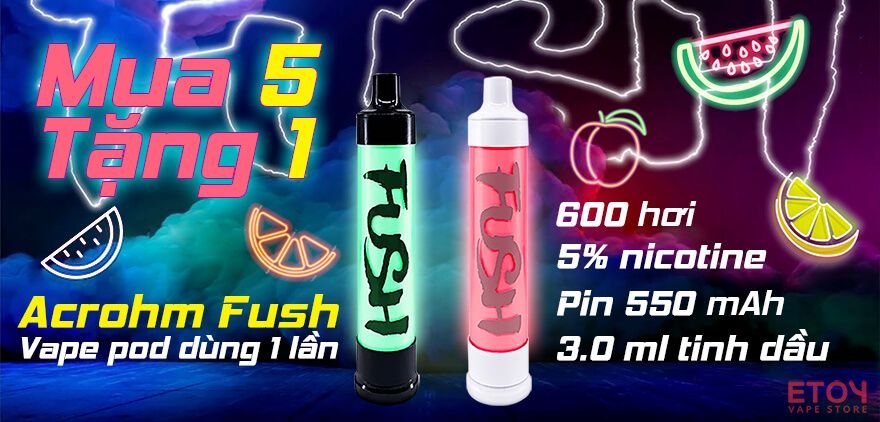 Mua 5
Tặng 1
Acrohm Fush
Vape pod dùng 1 lần
FUSH
FUSH
600 hơi
5% nicotine
Pin 550 mAh
3.0 ml tinh dầu
ETOY
VAPE STORE